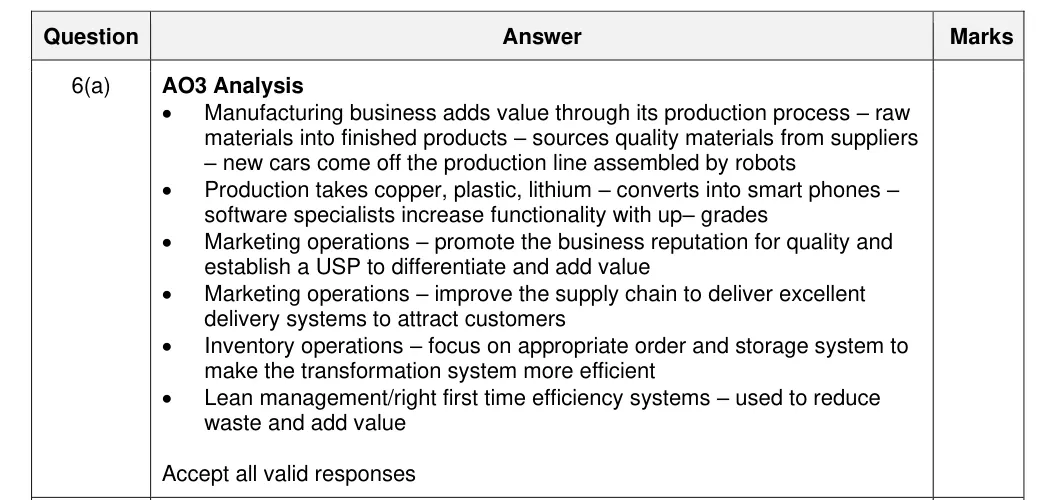 Question Answer Marks
6(a) AO3 Analysis
• Manufacturing business adds value through its production process – raw
materials into finished products – sources quality materials from suppliers
– new cars come off the production line assembled by robots
• Production takes copper, plastic, lithium – converts into smart phones –
software specialists increase functionality with up– grades
• Marketing operations – promote the business reputation for quality and
establish a USP to differentiate and add value
• Marketing operations – improve the supply chain to deliver excellent
delivery systems to attract customers
• Inventory operations – focus on appropriate order and storage system to
make the transformation system more efficient
• Lean management/right first time efficiency systems – used to reduce
waste and add value
Accept all valid responses